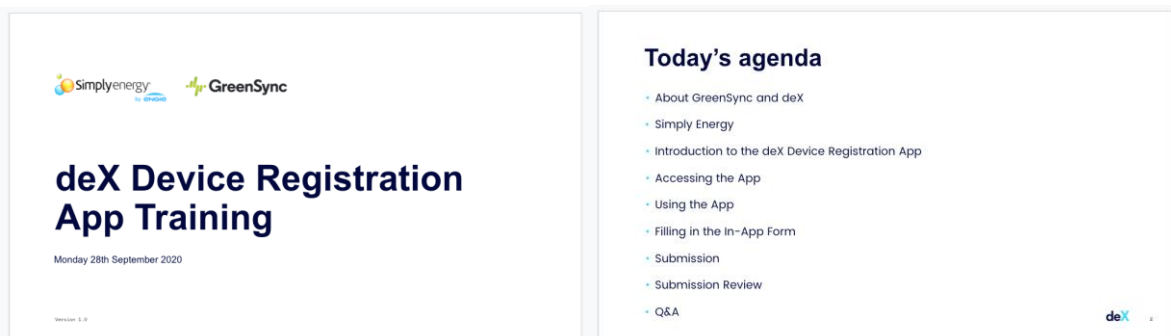 Simplyenergy
by ENGIE
GreenSync
deX Device Registration
App Training
Monday 28th September 2020
Version 1.0
Today's agenda
• About GreenSync and deX
• Simply Energy
• Introduction to the deX Device Registration App
• Accessing the App
• Using the App
• Filling in the In-App Form
• Submission
• Submission Review
• Q&A
deX
2